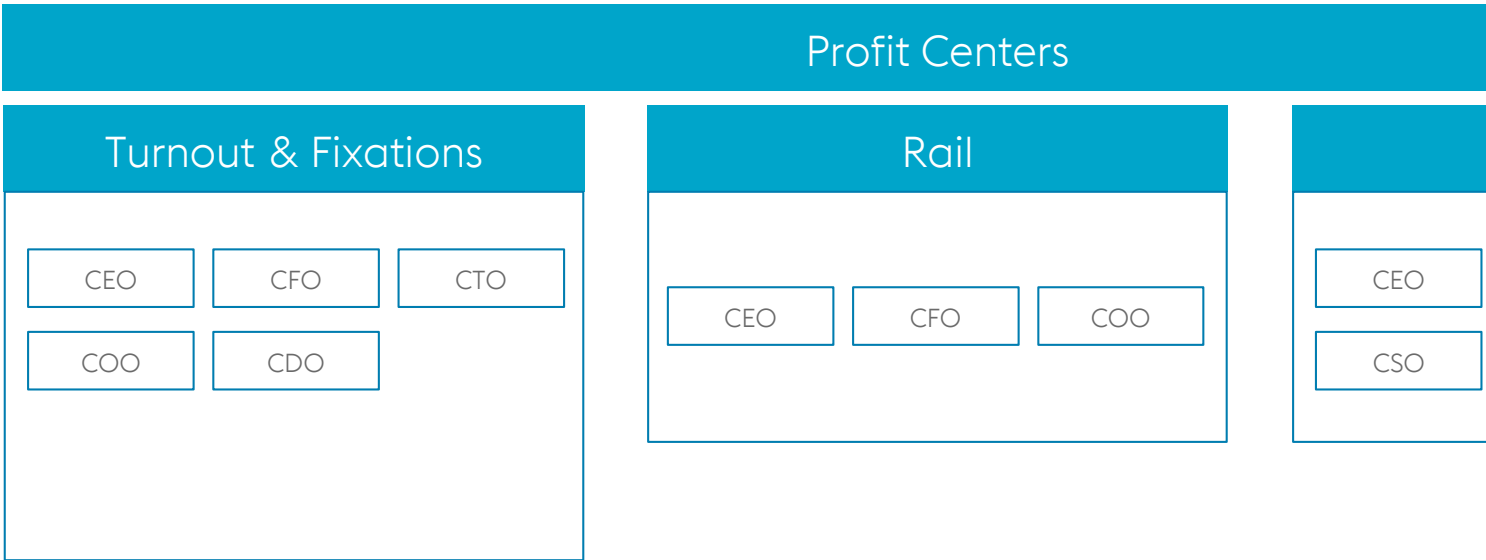 Profit Centers
Turnout & Fixations
CEO
CFO
CTO
COO
CDO
Rail
CEO
CFO
COO
CEO
CSO